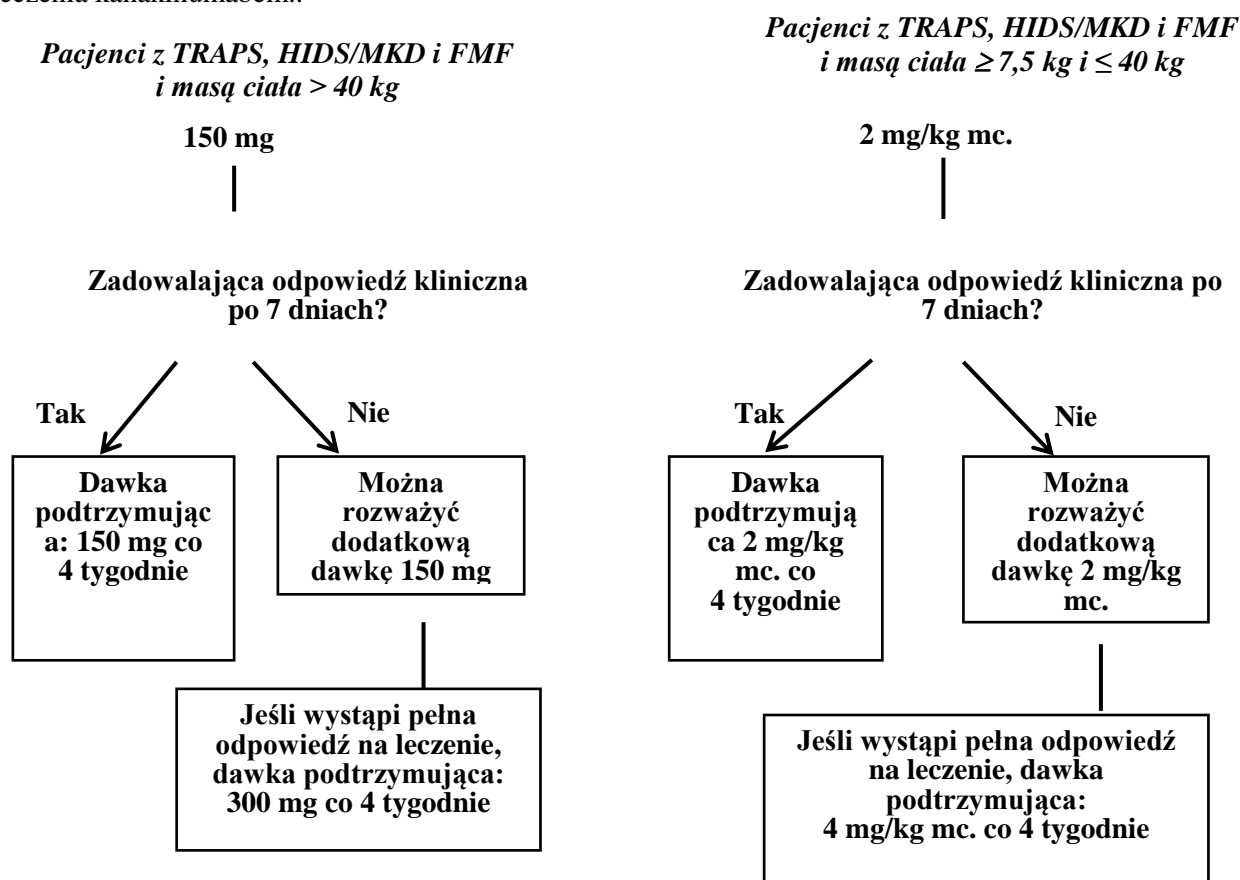 Pacjenci z TRAPS, HIDS/MKD i FMF
i masą ciała > 40 kg
150 mg
Zadowalająca odpowiedź kliniczna
po 7 dniach?
Tak
Nie
Dawka
podtrzymując
a: 150 mg co
4 tygodnie
Można
rozważyć
dodatkową
dawkę 150 mg
Jeśli wystąpi pełna
odpowiedź na leczenie,
dawka podtrzymująca:
300 mg co 4 tygodnie
Pacjenci z TRAPS, HIDS/MKD i FMF
i masą ciała ≥ 7,5 kg i ≤ 40 kg
2 mg/kg mc.
Zadowalająca odpowiedź kliniczna po
7 dniach?
Tak
Nie
Dawka
podtrzymują
ca 2 mg/kg
mc. co
4 tygodnie
Można
rozważyć
dodatkową
dawkę 2 mg/kg
mc.
Jeśli wystąpi pełna odpowiedź
na leczenie, dawka
podtrzymująca:
4 mg/kg mc. co 4 tygodnie